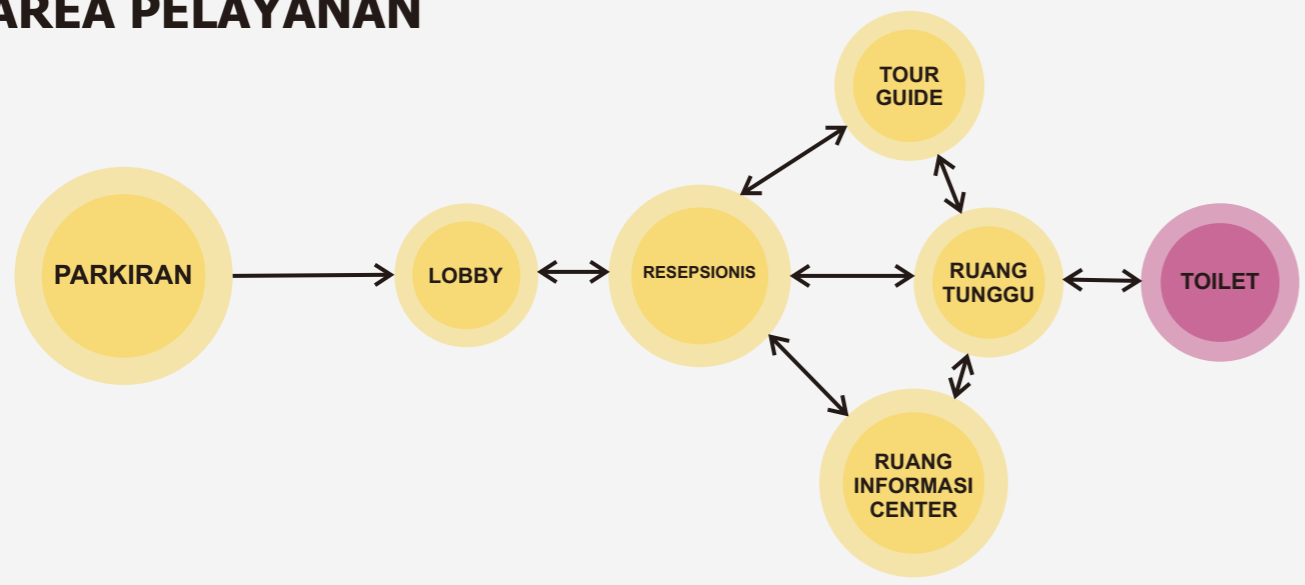 AREA PELAYANAN
TOUR
GUIDE
PARKIRAN
LOBBY
RESEPSIONIS
RUANG
TUNGGU
TOILET
RUANG
INFORMASI
CENTER